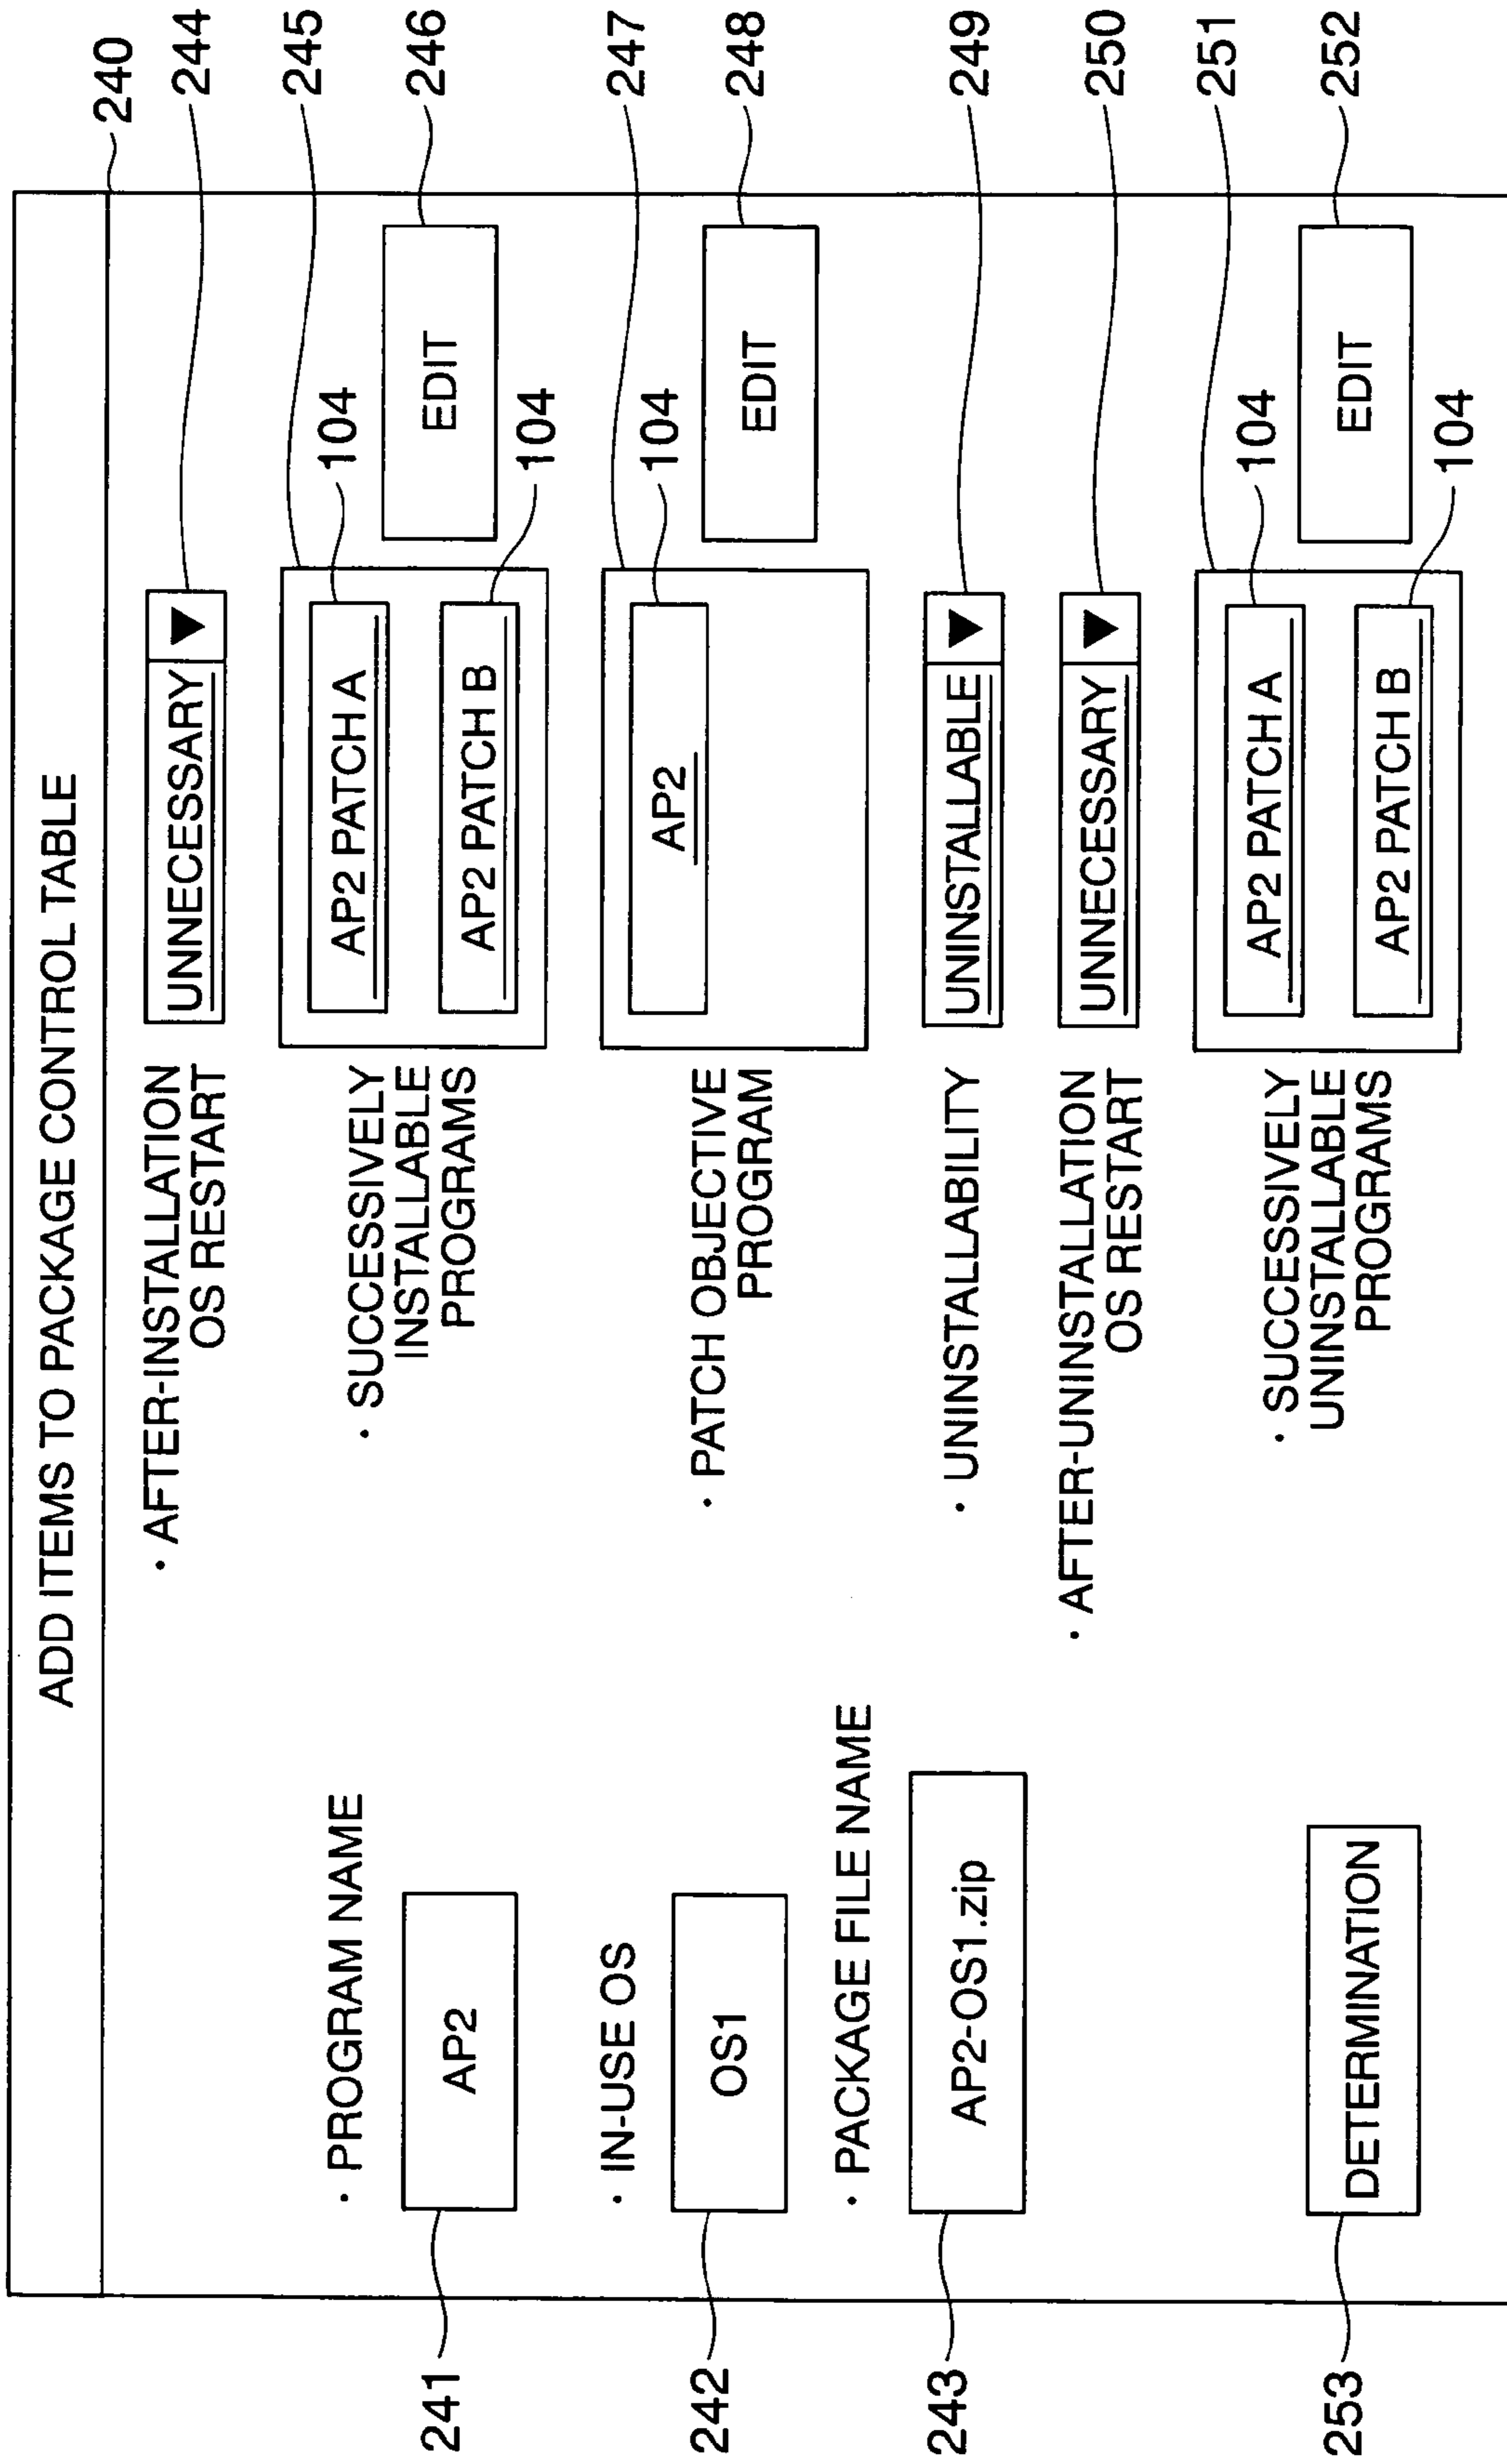 ADD ITEMS TO PACKAGE CONTROL TABLE
240
• PROGRAM NAME
AP2
241
• IN-USE OS
OS1
242
• PACKAGE FILE NAME
AP2-OS1.zip
243
DETERMINATION
253
• AFTER-INSTALLATION
OS RESTART
UNNECESSARY ▼
244
• SUCCESSIVELY
INSTALLABLE
PROGRAMS
AP2 PATCH A
104
AP2 PATCH B
104
245
EDIT
246
• PATCH OBJECTIVE
PROGRAM
AP2
104
247
EDIT
248
• UNINSTALLABILITY
UNINSTALLABLE ▼
249
• AFTER-UNINSTALLATION
OS RESTART
UNNECESSARY ▼
250
• SUCCESSIVELY
UNINSTALLABLE
PROGRAMS
AP2 PATCH A
104
AP2 PATCH B
104
251
EDIT
252